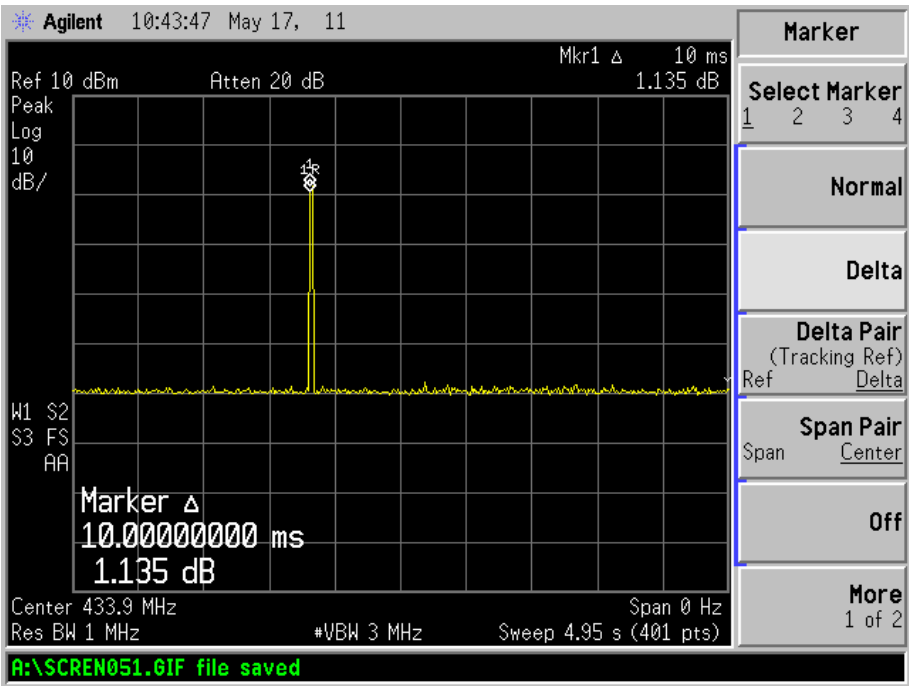 Agilent 10:43:47 May 17, 11
Mkr1 Δ 10 ms
Ref 10 dBm Atten 20 dB 1.135 dB
Peak
Log
10
dB/
1
1R
W1 S2
S3 FS
AA
Marker Δ
10.00000000 ms
1.135 dB
Center 433.9 MHz Span 0 Hz
Res BW 1 MHz #VBW 3 MHz Sweep 4.95 s (401 pts)
A:\SCREN051.GIF file saved
Marker
Select Marker
1 2 3 4
Normal
Delta
Delta Pair
(Tracking Ref)
Ref Delta
Span Pair
Span Center
Off
More
1 of 2